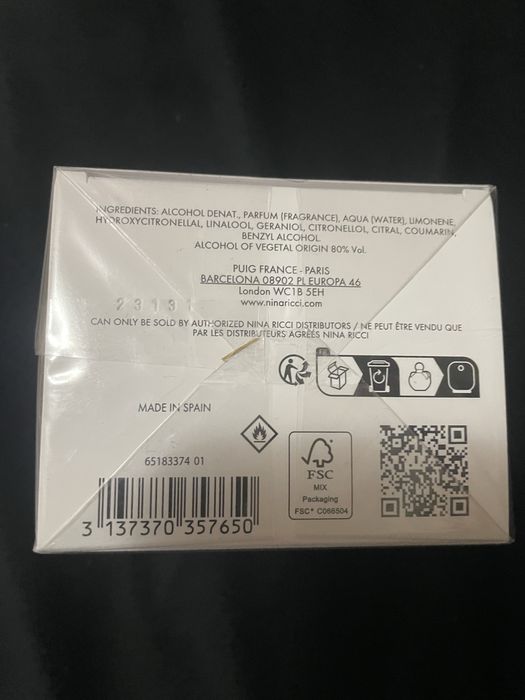 INGREDIENTS: ALCOHOL DENAT., PARFUM (FRAGRANCE), AQUA (WATER), LIMONENE,
HYDROXYCITRONELLAL, LINALOOL, GERANIOL, CITRONELLOL, CITRAL, COUMARIN,
BENZYL ALCOHOL.
ALCOHOL OF VEGETAL ORIGIN 80% Vol.
PUIG FRANCE - PARIS
BARCELONA 08902 PL EUROPA 46
London WC1B 5EH
www.ninaricci.com
CAN ONLY BE SOLD BY AUTHORIZED NINA RICCI DISTRIBUTORS / NE PEUT ÊTRE VENDU QUE
PAR LES DISTRIBUTEURS AGRÉÉS NINA RICCI
MADE IN SPAIN
65183374 01
3 137370 357650
FSC
MIX
Packaging
FSC® C066504